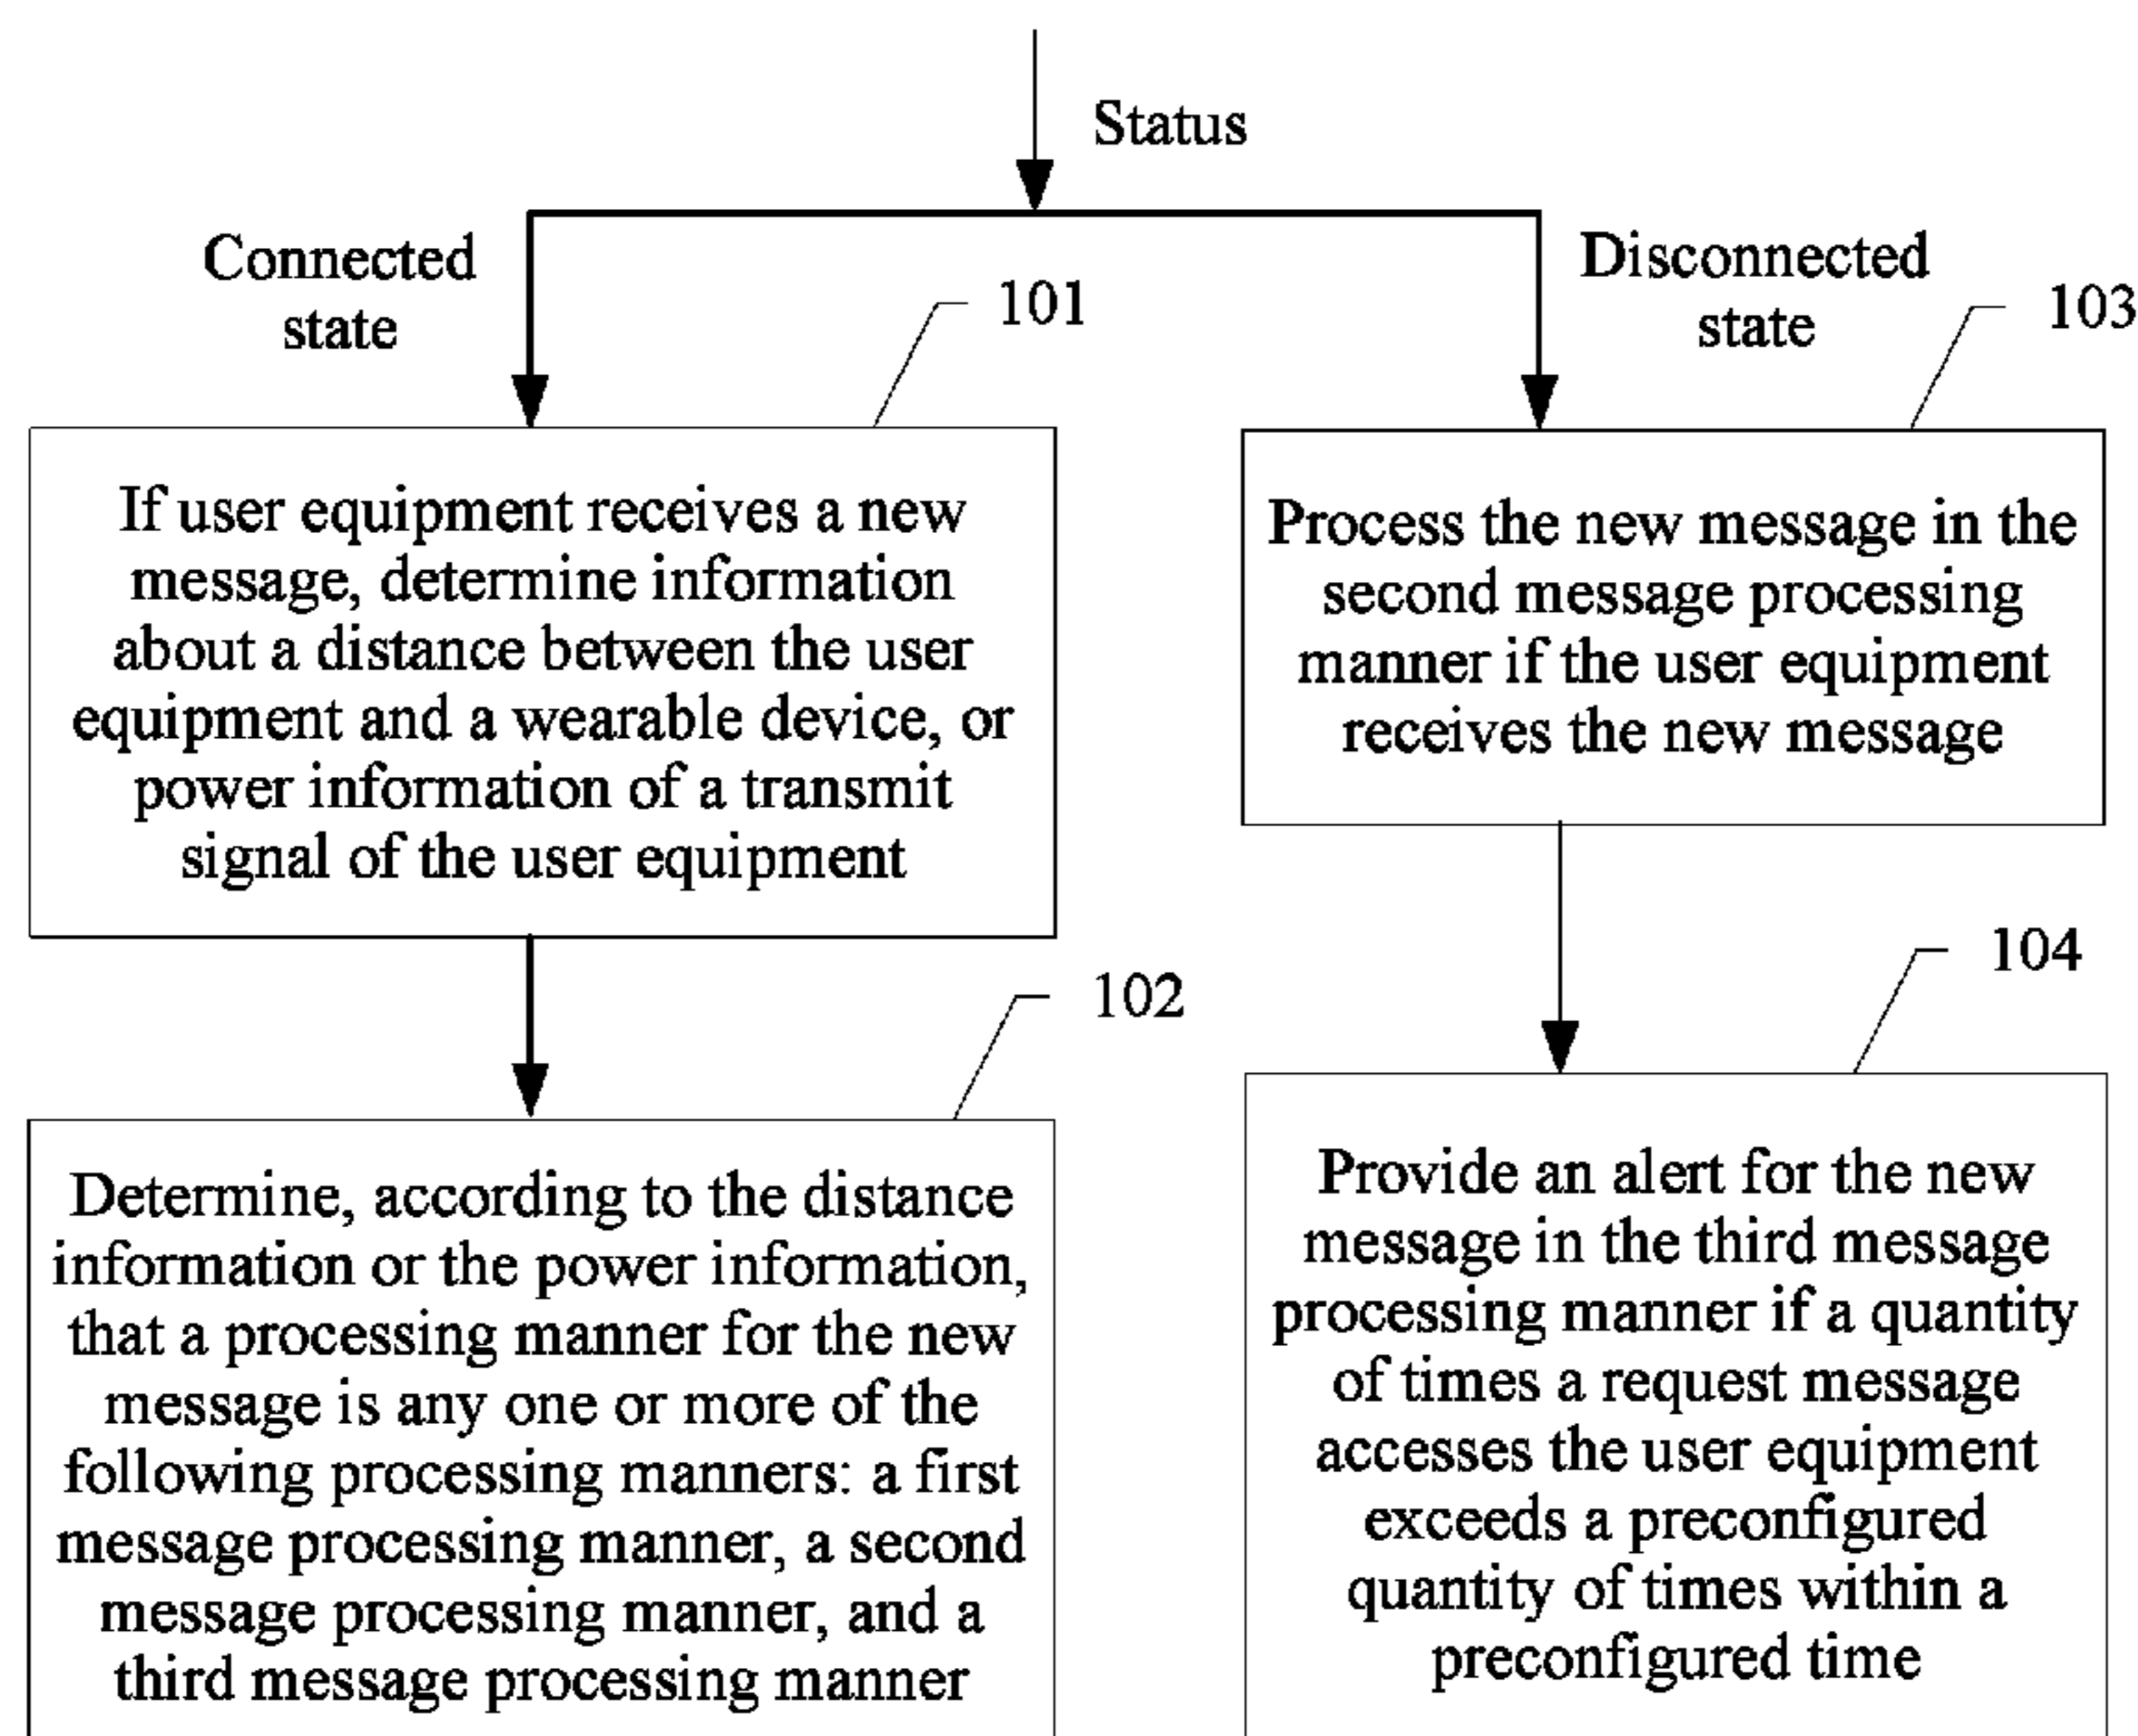 Status
Connected
state
101
Disconnected
state
103
If user equipment receives a new
message, determine information
about a distance between the user
equipment and a wearable device, or
power information of a transmit
signal of the user equipment
Process the new message in the
second message processing
manner if the user equipment
receives the new message
102
104
Determine, according to the distance
information or the power information,
that a processing manner for the new
message is any one or more of the
following processing manners: a first
message processing manner, a second
message processing manner, and a
third message processing manner
Provide an alert for the new
message in the third message
processing manner if a quantity
of times a request message
accesses the user equipment
exceeds a preconfigured
quantity of times within a
preconfigured time